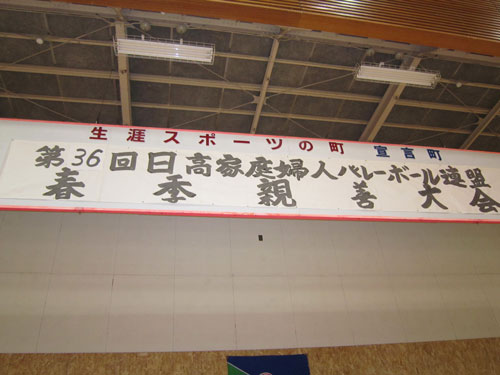 生涯スポーツの町 宣言町
第36回日高家庭婦人バレーボール連盟
春季親善大会